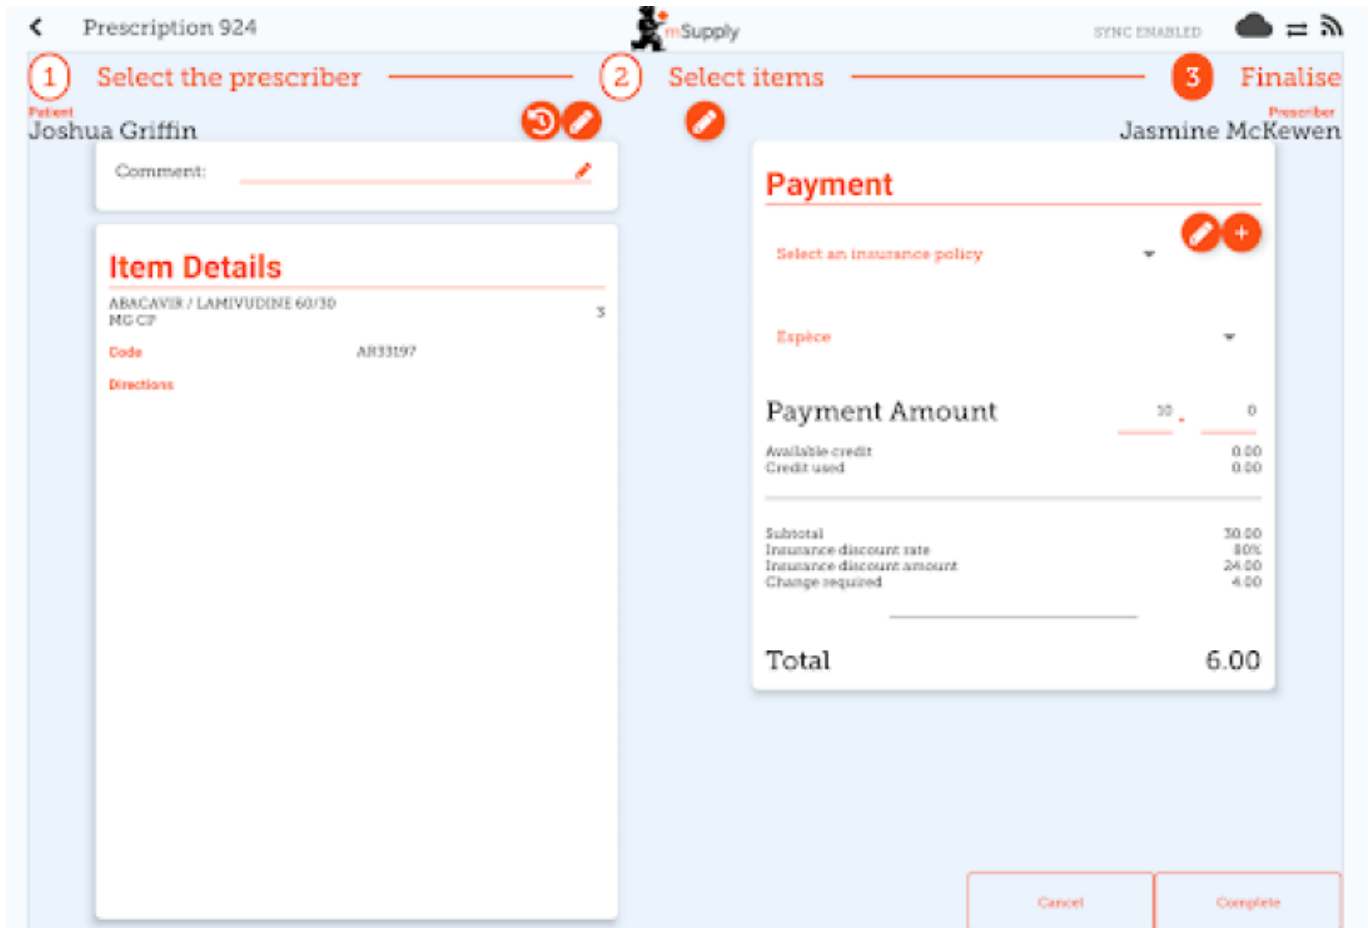 Prescription 924
mSupply
SYNC ENABLED
1 Select the prescriber
2 Select items
3 Finalise
Patient
Joshua Griffin
Prescriber
Jasmine McKewen
Comment:
Item Details
ABACAVIR / LAMIVUDINE 60/30
MG CP
3
Code AR33197
Directions
Payment
Select an insurance policy
Espèce
Payment Amount 10 . 0
Available credit 0.00
Credit used 0.00
Subtotal 30.00
Insurance discount rate 80%
Insurance discount amount 24.00
Change required 4.00
Total 6.00
Cancel
Complete